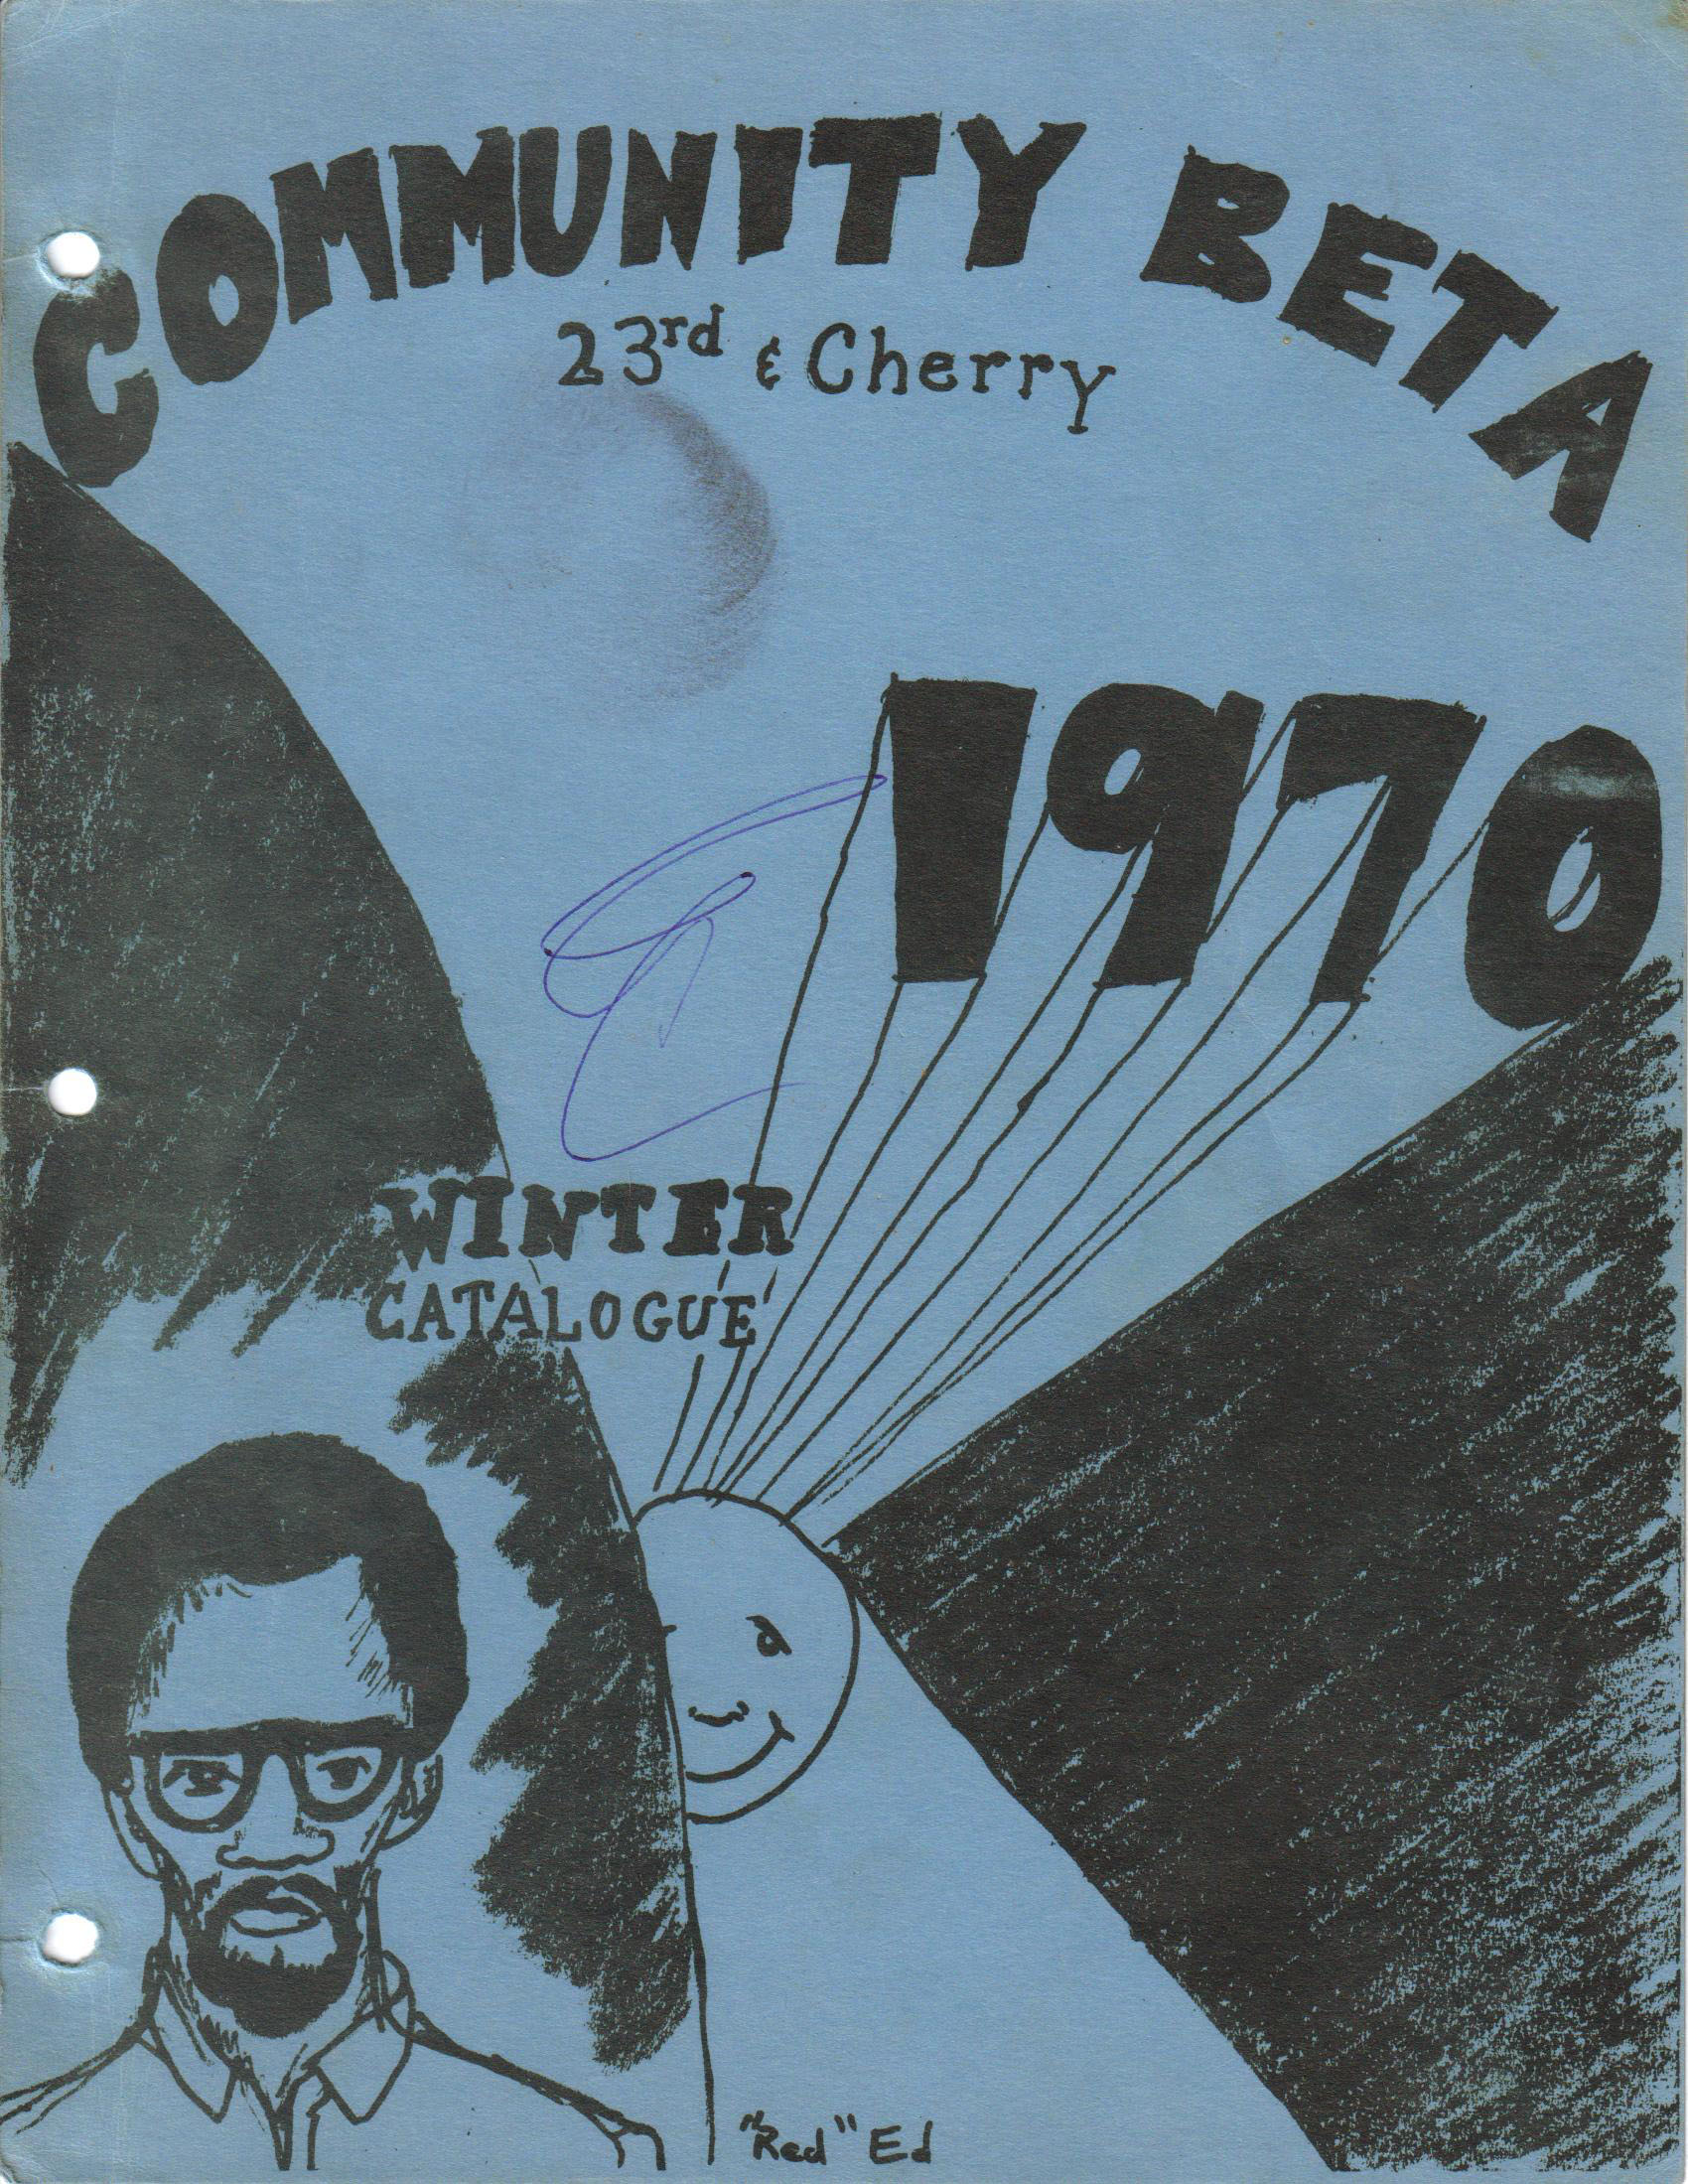 COMMUNITY BETA
23rd & Cherry
1970
WINTER
CATALOGUE
"Red" Ed